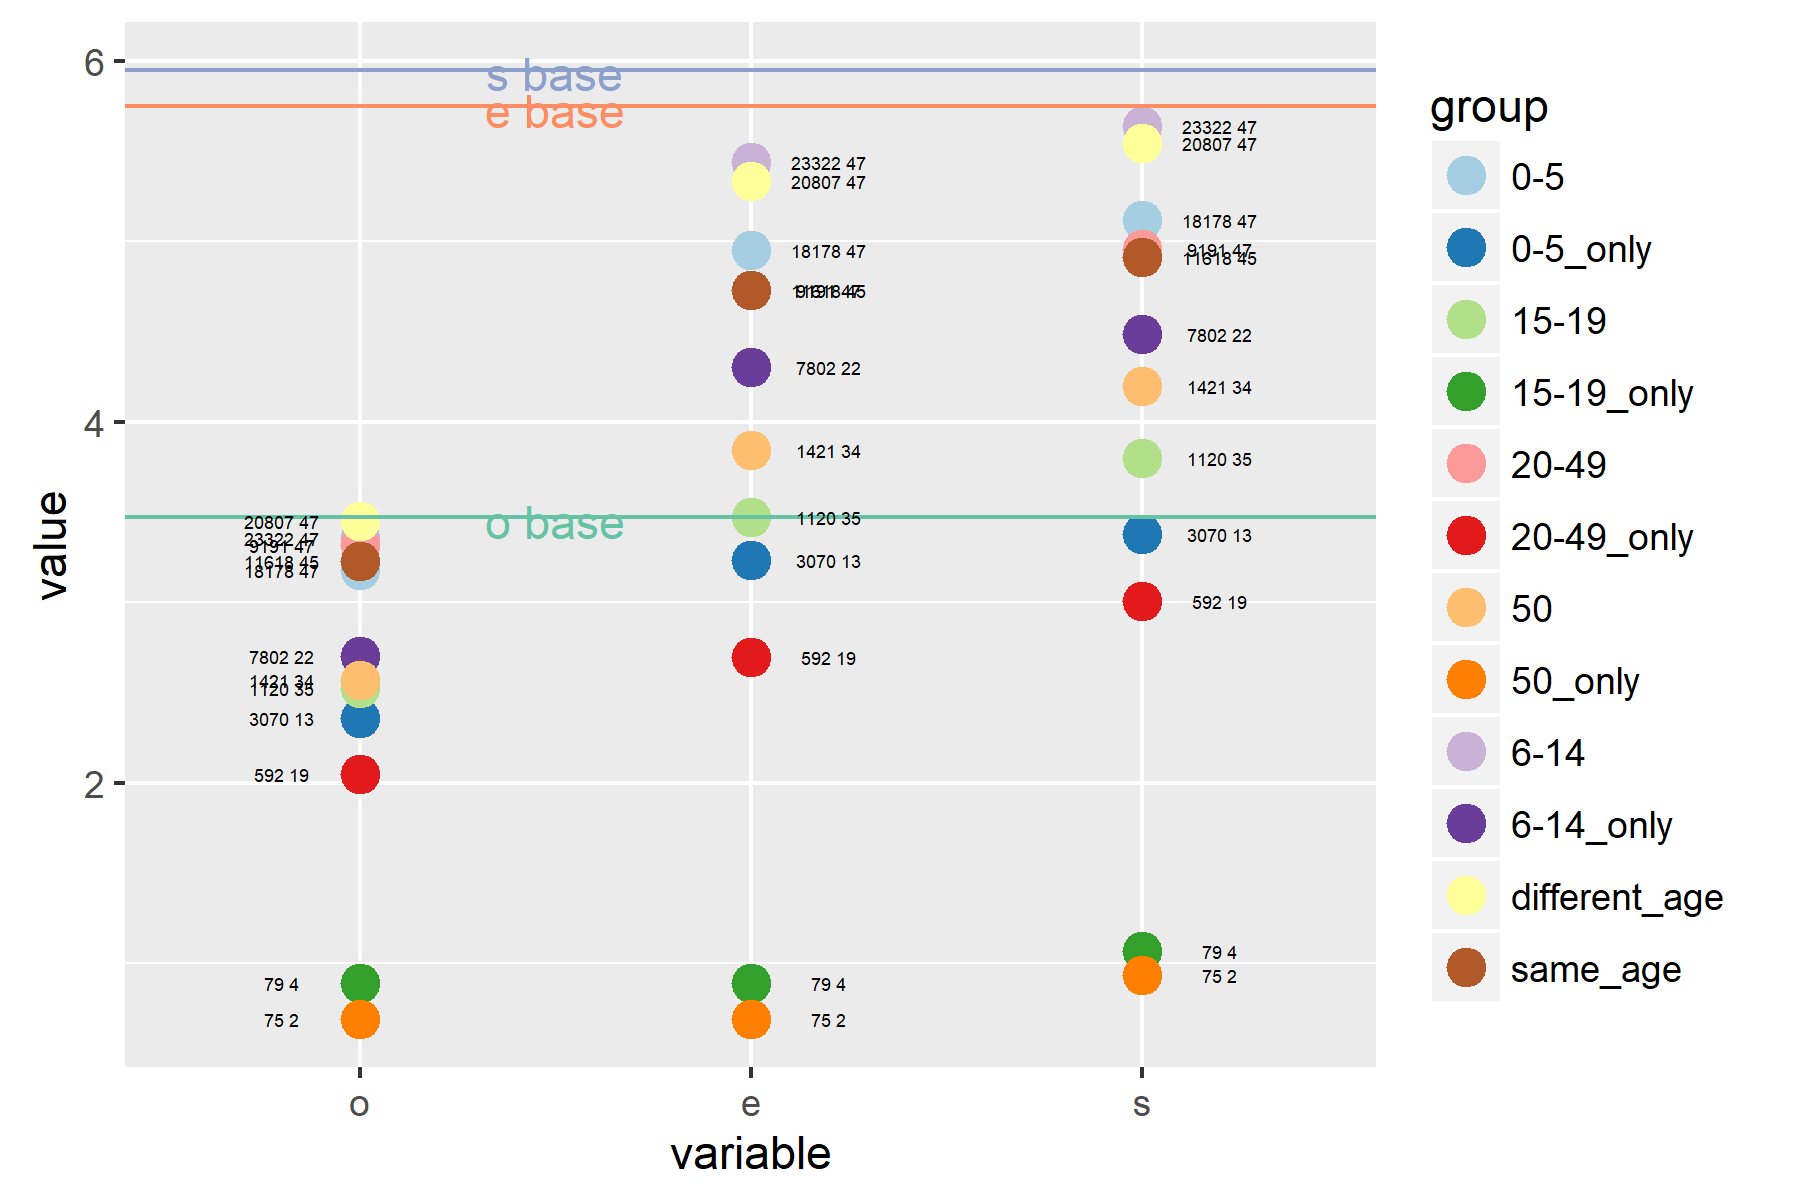 6
4
2
value
s base
e base
o base
20807 47
23322 47
9191 47
11618 45
18178 47
7802 22
1421 34
1120 35
3070 13
592 19
79 4
75 2
23322 47
20807 47
18178 47
7802 22
1421 34
1120 35
3070 13
592 19
79 4
75 2
23322 47
20807 47
18178 47
9191 47
11618 45
7802 22
1421 34
1120 35
3070 13
592 19
79 4
75 2
o
e
s
variable
group
0-5
0-5_only
15-19
15-19_only
20-49
20-49_only
50
50_only
6-14
6-14_only
different_age
same_age